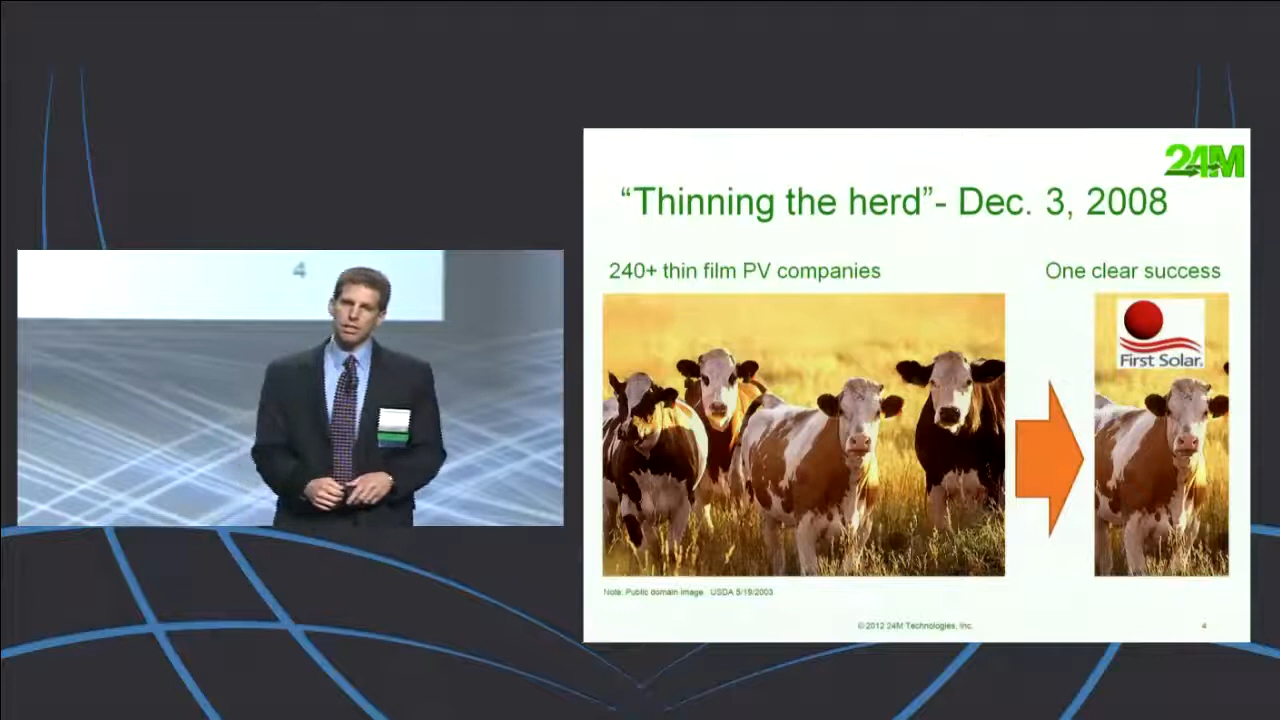 4
24M
“Thinning the herd”- Dec. 3, 2008
240+ thin film PV companies
One clear success
First Solar.
Note: Public domain image USDA 5/19/2003
© 2012 24M Technologies, Inc.
4